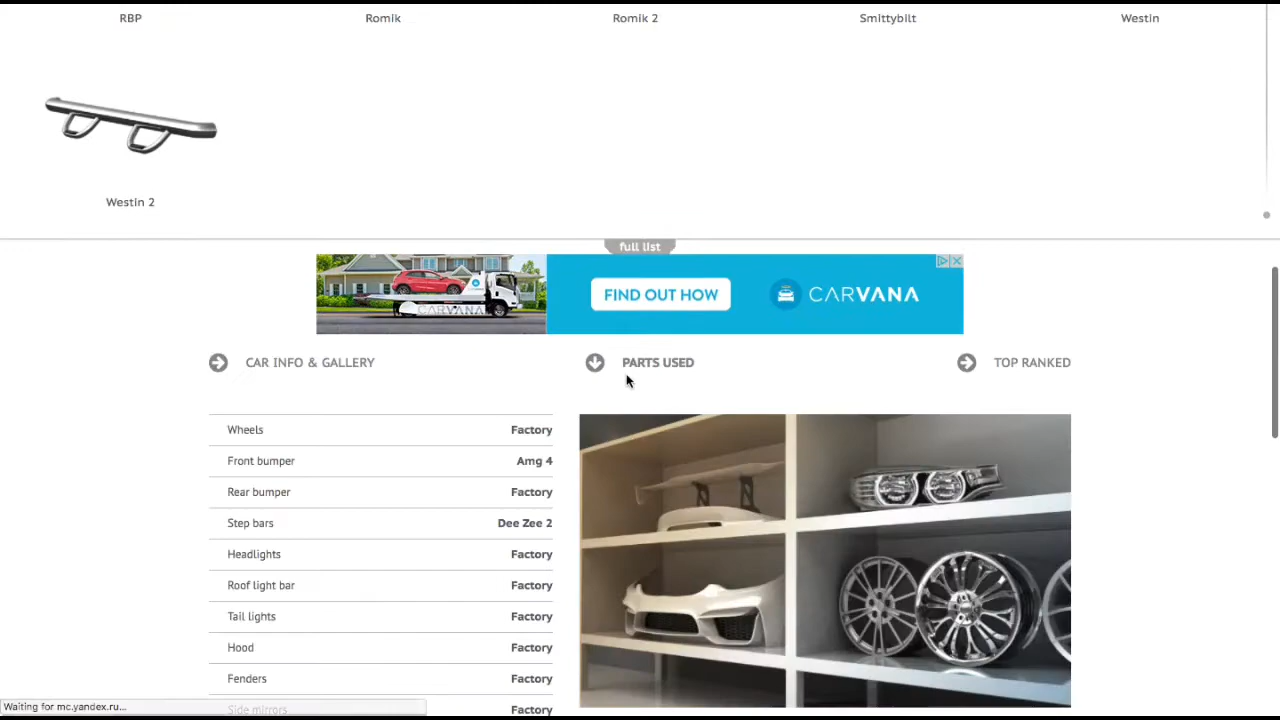 RBP Romik Romik 2 Smittybilt Westin
Westin 2
full list
FIND OUT HOW CARVANA
CARVANA
CAR INFO & GALLERY PARTS USED TOP RANKED
Wheels Factory
Front bumper Amg 4
Rear bumper Factory
Step bars Dee Zee 2
Headlights Factory
Roof light bar Factory
Tail lights Factory
Hood Factory
Fenders Factory
Side mirrors Factory
Waiting for mc.yandex.ru...